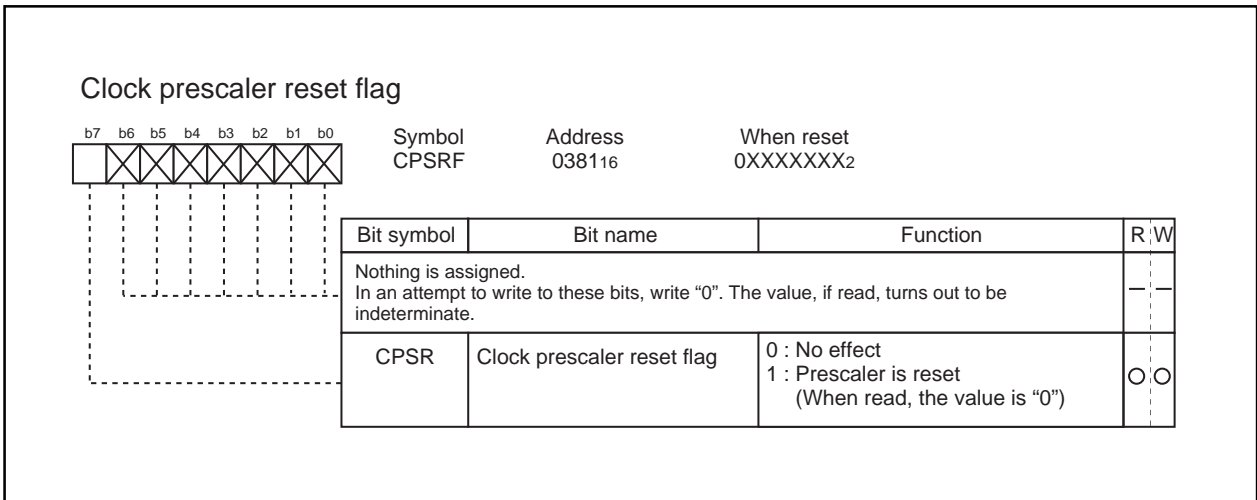 Clock prescaler reset flag
b7 b6 b5 b4 b3 b2 b1 b0
Symbol Address When reset
CPSRF 038116 0XXXXXXX2
Bit symbol Bit name Function R W
Nothing is assigned.
In an attempt to write to these bits, write “0”. The value, if read, turns out to be
indeterminate.
— —
CPSR Clock prescaler reset flag 0 : No effect
1 : Prescaler is reset
(When read, the value is “0”)